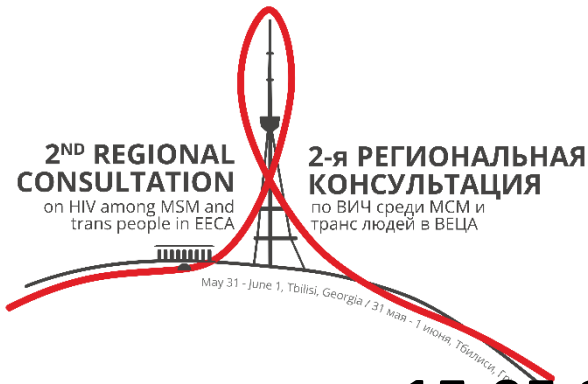 2ND REGIONAL
CONSULTATION
on HIV among MSM and
trans people in EECA
2-я РЕГИОНАЛЬНАЯ
КОНСУЛЬТАЦИЯ
по ВИЧ среди МСМ и
транс людей в ВЕЦА
May 31 - June 1, Tbilisi, Georgia / 31 мая - 1 июня, Тбилиси,